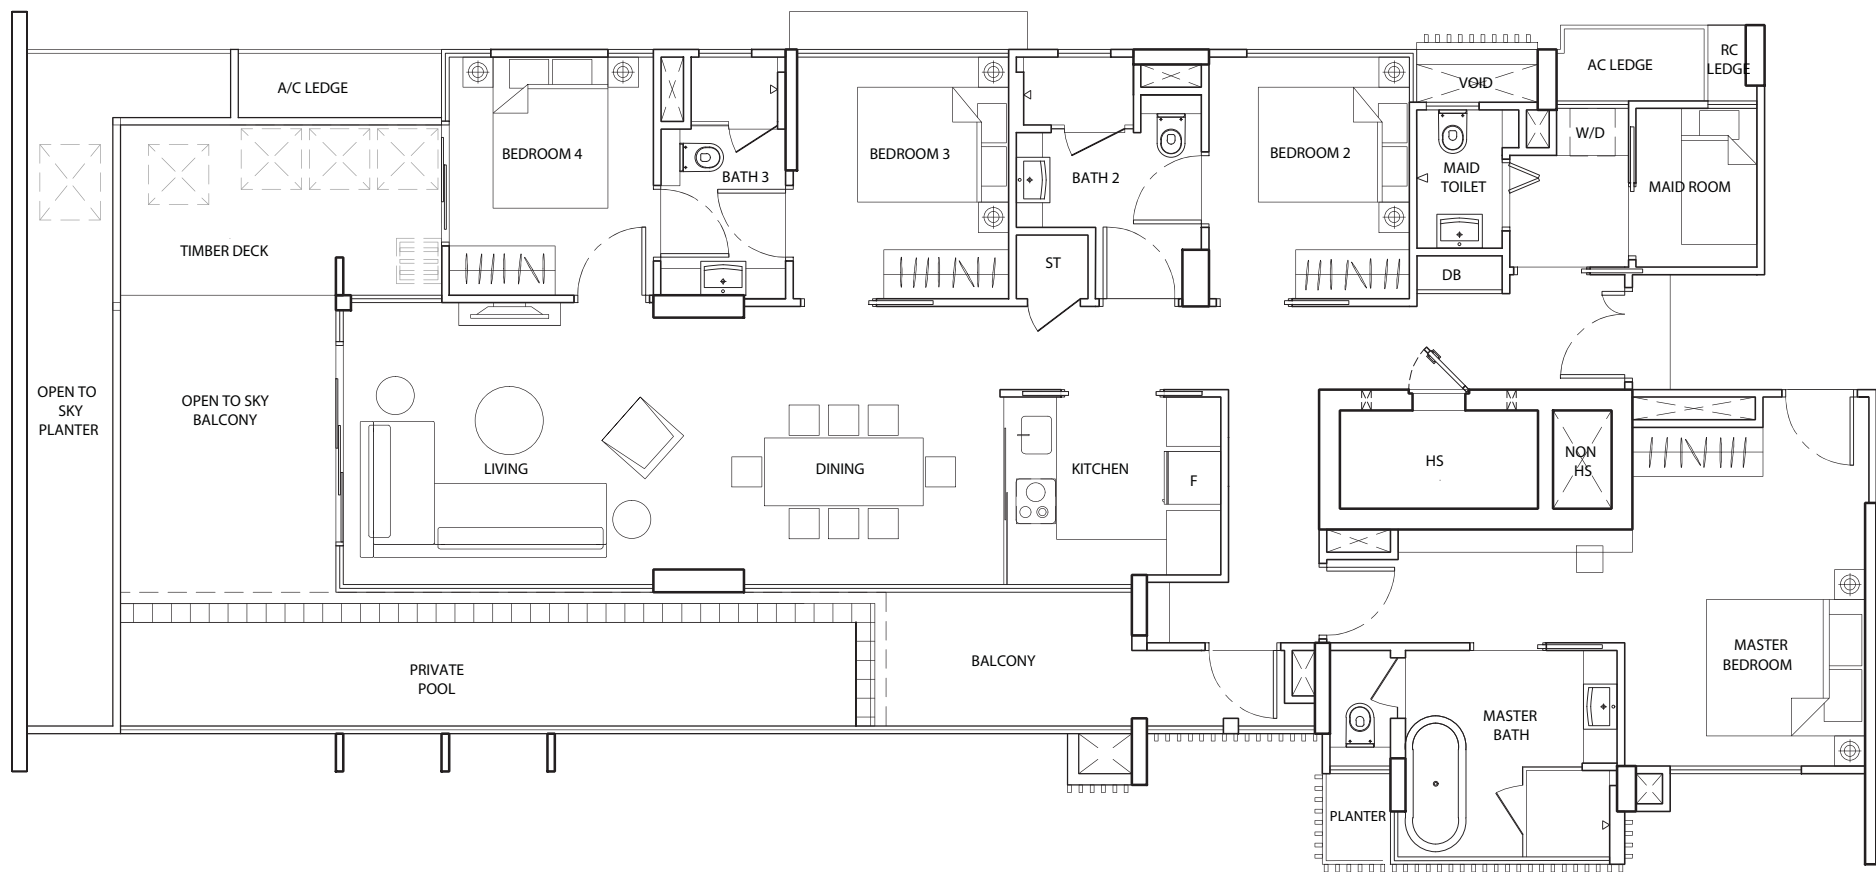 RC
LEDGE
AC LEDGE
VOID
A/C LEDGE
W/D
BEDROOM 4
BEDROOM 3
BEDROOM 2
BATH 3
BATH 2
MAID
TOILET
MAID ROOM
TIMBER DECK
ST
DB
OPEN TO
SKY
PLANTER
OPEN TO SKY
BALCONY
LIVING
DINING
KITCHEN
F
HS
NON
HS
PRIVATE
POOL
BALCONY
MASTER
BEDROOM
MASTER
BATH
PLANTER